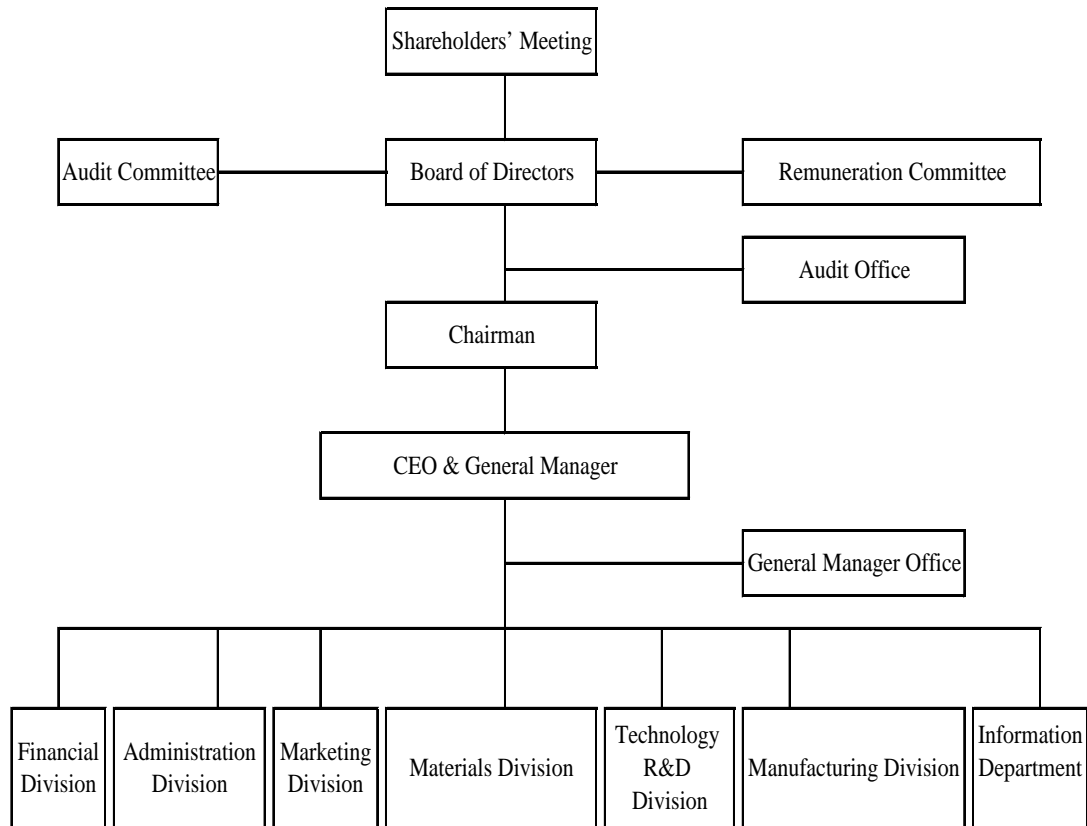 Shareholders’ Meeting
Audit Committee
Board of Directors
Remuneration Committee
Audit Office
Chairman
CEO & General Manager
General Manager Office
Financial
Division
Administration
Division
Marketing
Division
Materials Division
Technology
R&D
Division
Manufacturing Division
Information
Department